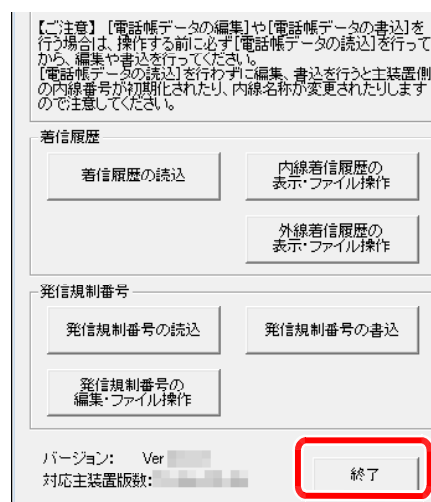 【ご注意】 [電話帳データの編集]や[電話帳データの書込]を
行う場合は、操作する前に必ず[電話帳データの読込]を行って
から、編集や書込を行ってください。
[電話帳データの読込]を行わずに編集、書込を行うと主装置側
の内線番号が初期化されたり、内線名称が変更されたりします
ので注意してください。
着信履歴
着信履歴の読込
内線着信履歴の
表示・ファイル操作
外線着信履歴の
表示・ファイル操作
発信規制番号
発信規制番号の読込
発信規制番号の書込
発信規制番号の
編集・ファイル操作
バージョン: Ver
対応主装置版数:
終了